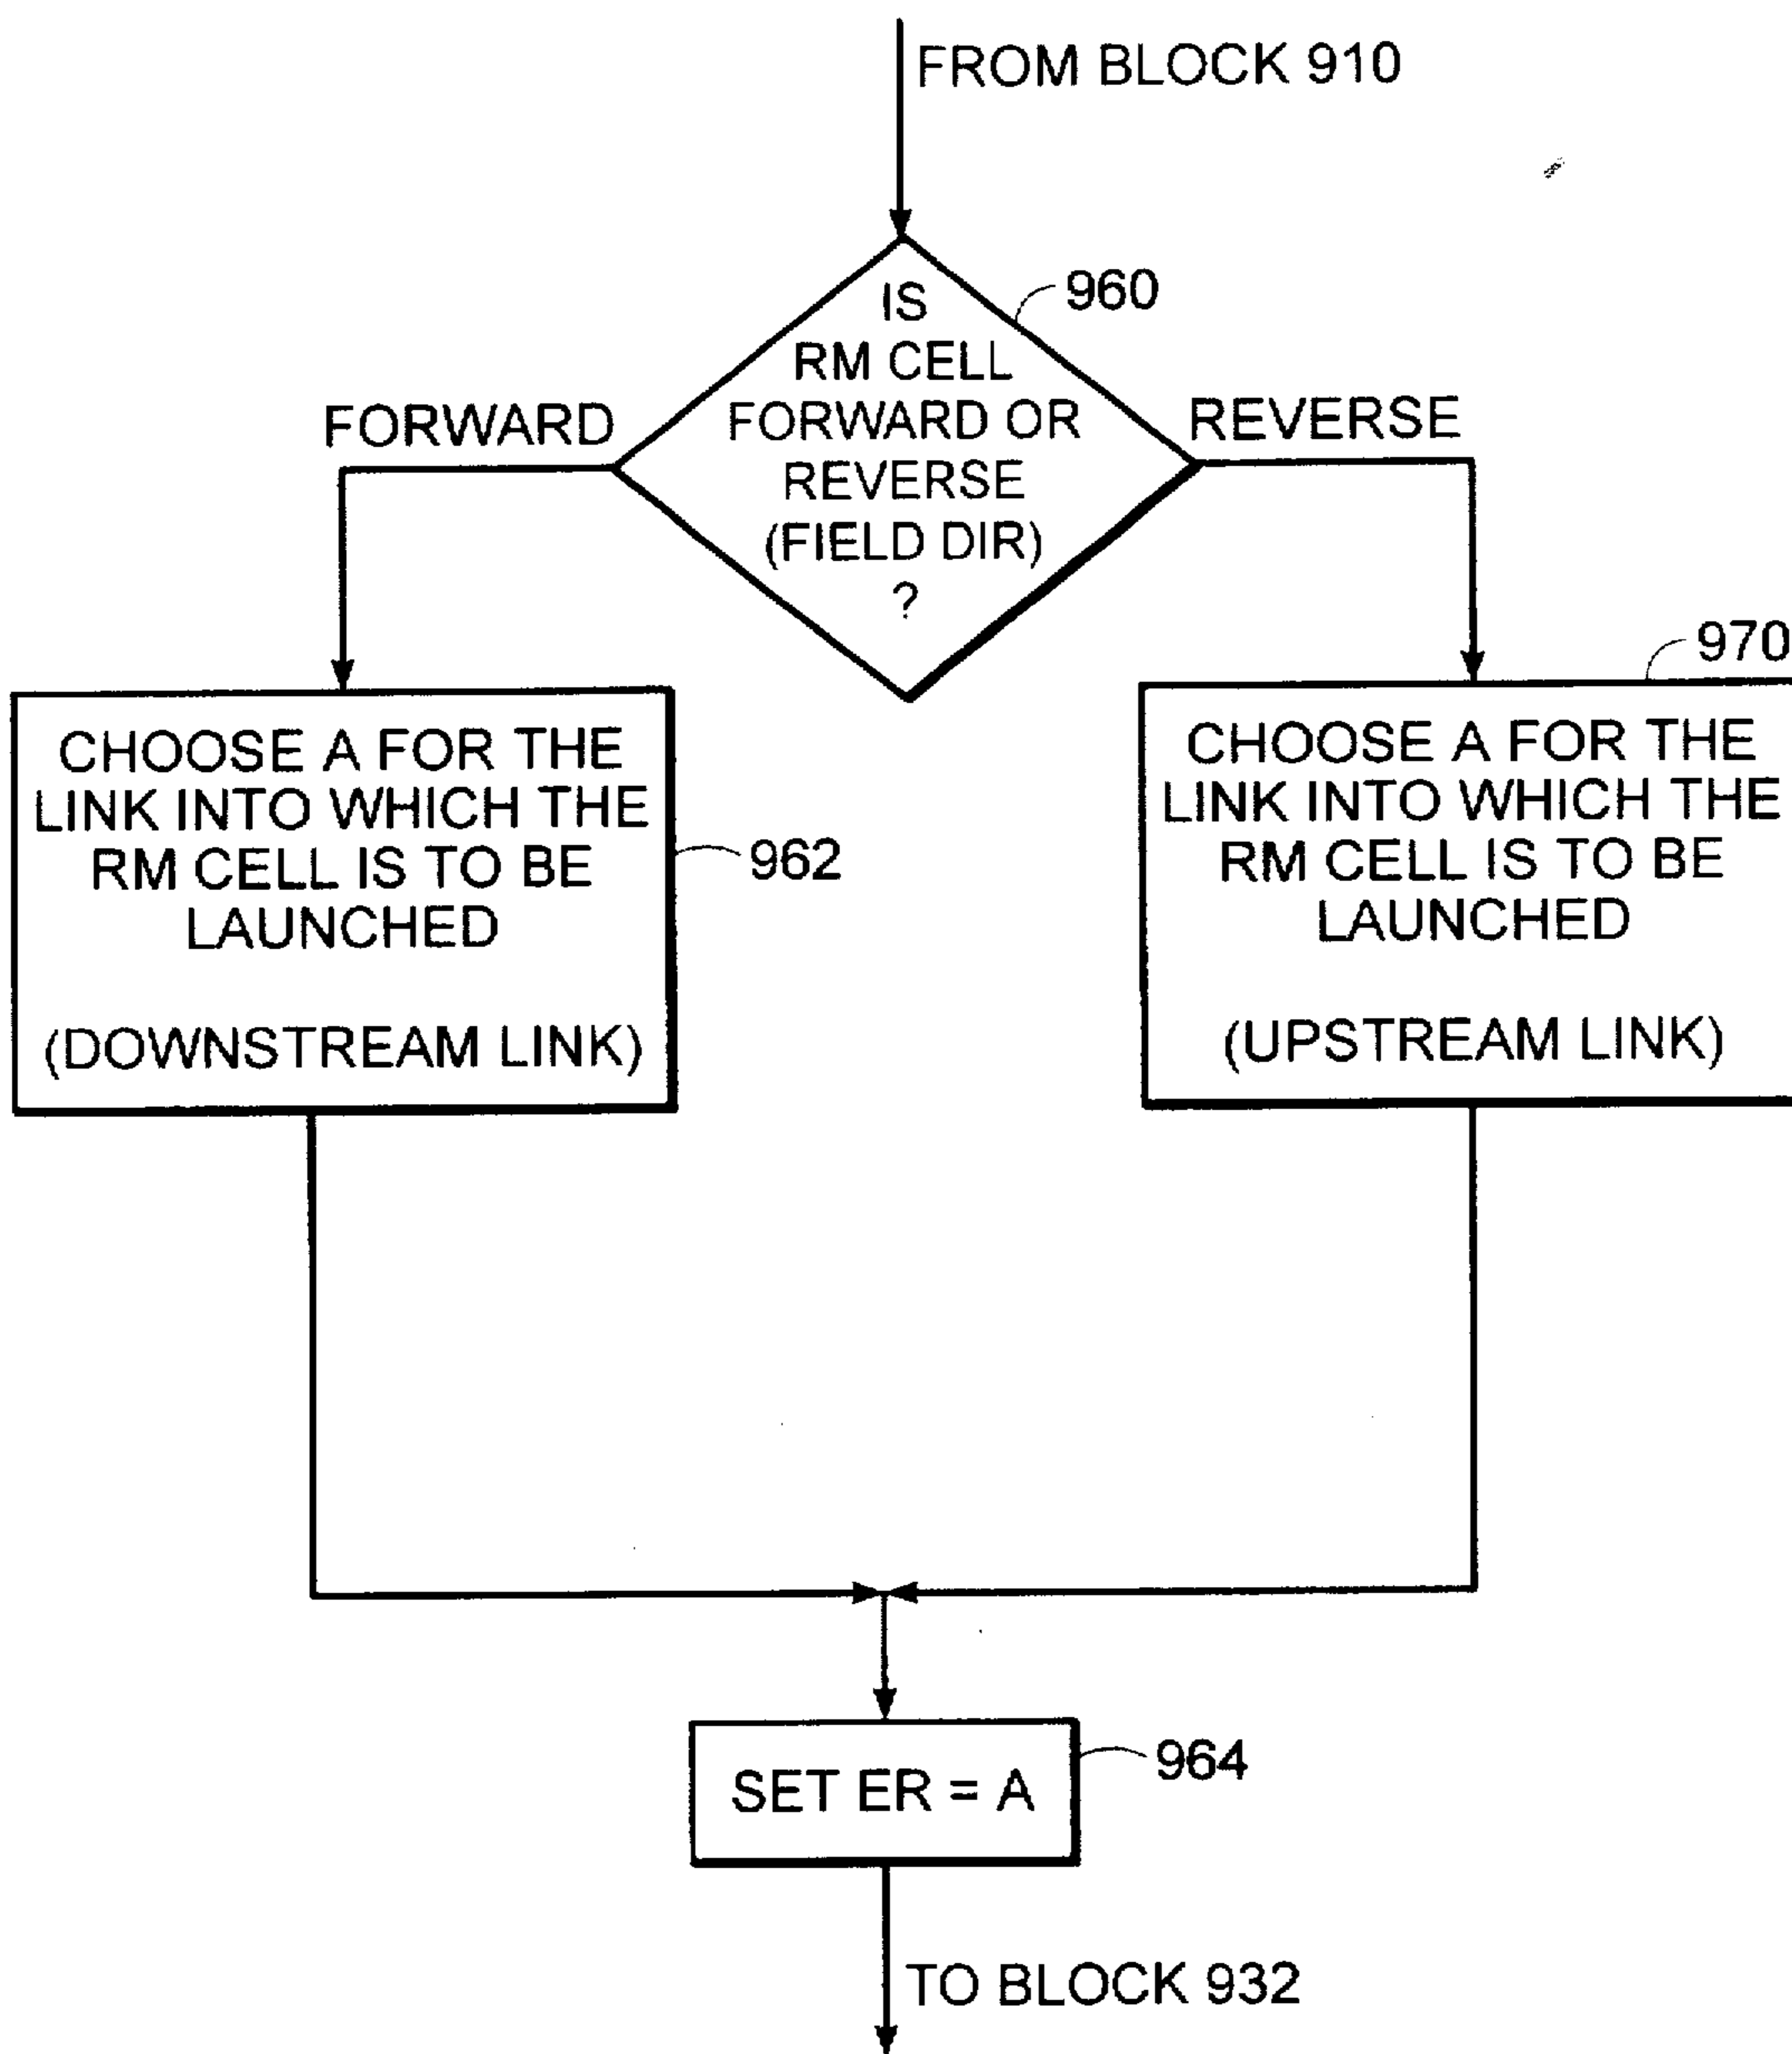 FROM BLOCK 910
960
IS
RM CELL
FORWARD OR
REVERSE
(FIELD DIR)
?
FORWARD
REVERSE
970
CHOOSE A FOR THE
LINK INTO WHICH THE
RM CELL IS TO BE
LAUNCHED
(DOWNSTREAM LINK)
962
CHOOSE A FOR THE
LINK INTO WHICH THE
RM CELL IS TO BE
LAUNCHED
(UPSTREAM LINK)
SET ER = A
964
TO BLOCK 932